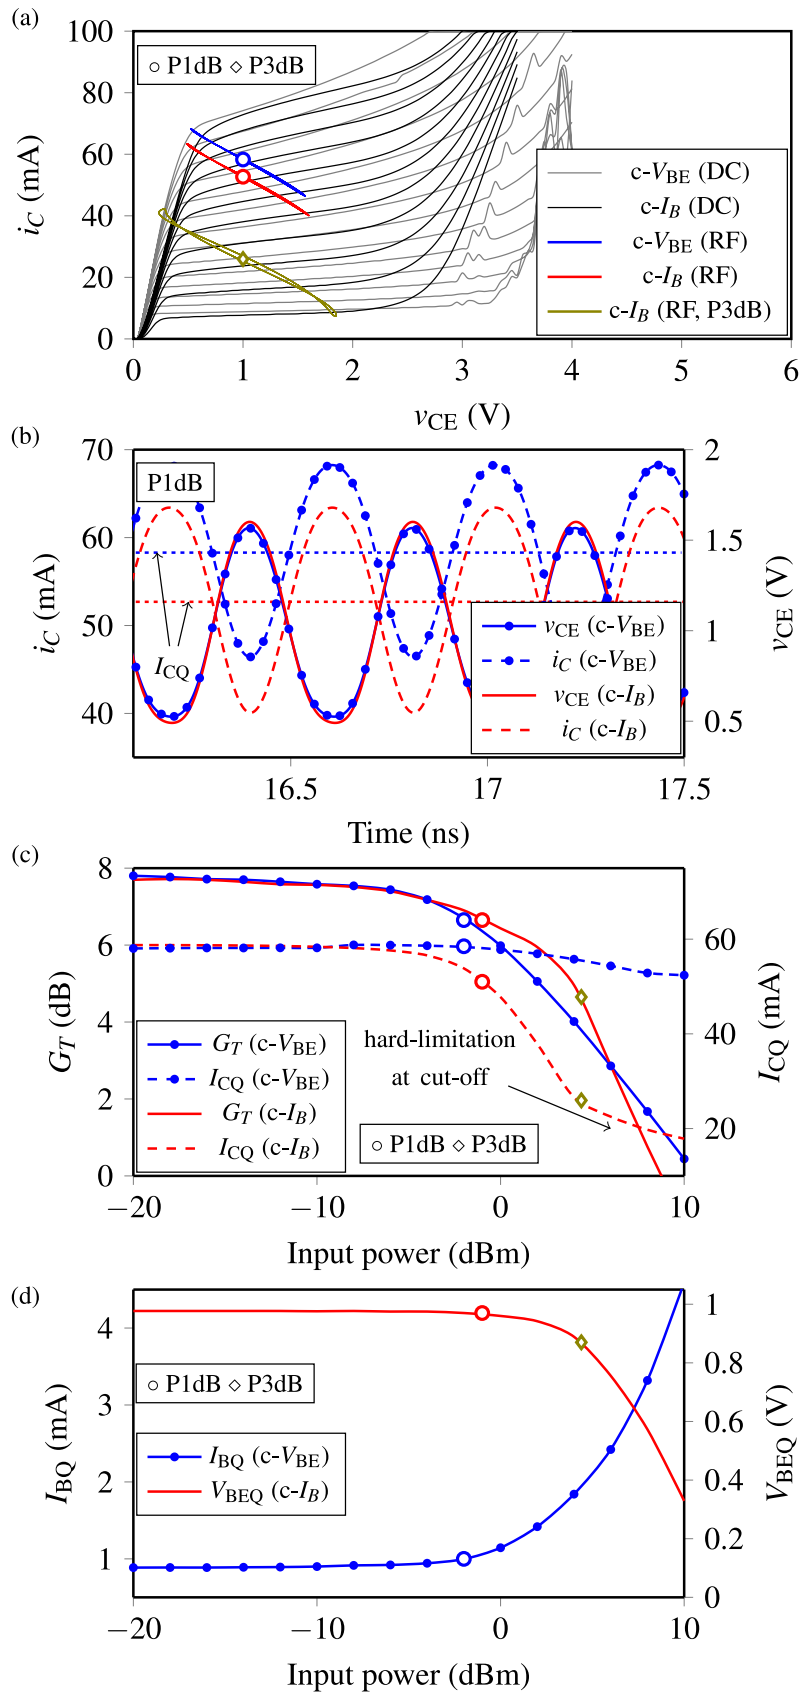 (a)
100
80
60
40
20
0
i_C (mA)
○ P1dB ◇ P3dB
c-V_BE (DC)
c-I_B (DC)
c-V_BE (RF)
c-I_B (RF)
c-I_B (RF, P3dB)
0 1 2 3 4 5 6
v_CE (V)
(b)
70
60
50
40
i_C (mA)
P1dB
I_CQ
v_CE (c-V_BE)
i_C (c-V_BE)
v_CE (c-I_B)
i_C (c-I_B)
2
1.5
1
0.5
v_CE (V)
16.5 17 17.5
Time (ns)
(c)
8
6
4
2
0
G_T (dB)
G_T (c-V_BE)
I_CQ (c-V_BE)
G_T (c-I_B)
I_CQ (c-I_B)
hard-limitation
at cut-off
○ P1dB ◇ P3dB
60
40
20
I_CQ (mA)
−20 −10 0 10
Input power (dBm)
(d)
4
3
2
1
I_BQ (mA)
○ P1dB ◇ P3dB
I_BQ (c-V_BE)
V_BEQ (c-I_B)
1
0.8
0.6
0.4
0.2
0
V_BEQ (V)
−20 −10 0 10
Input power (dBm)